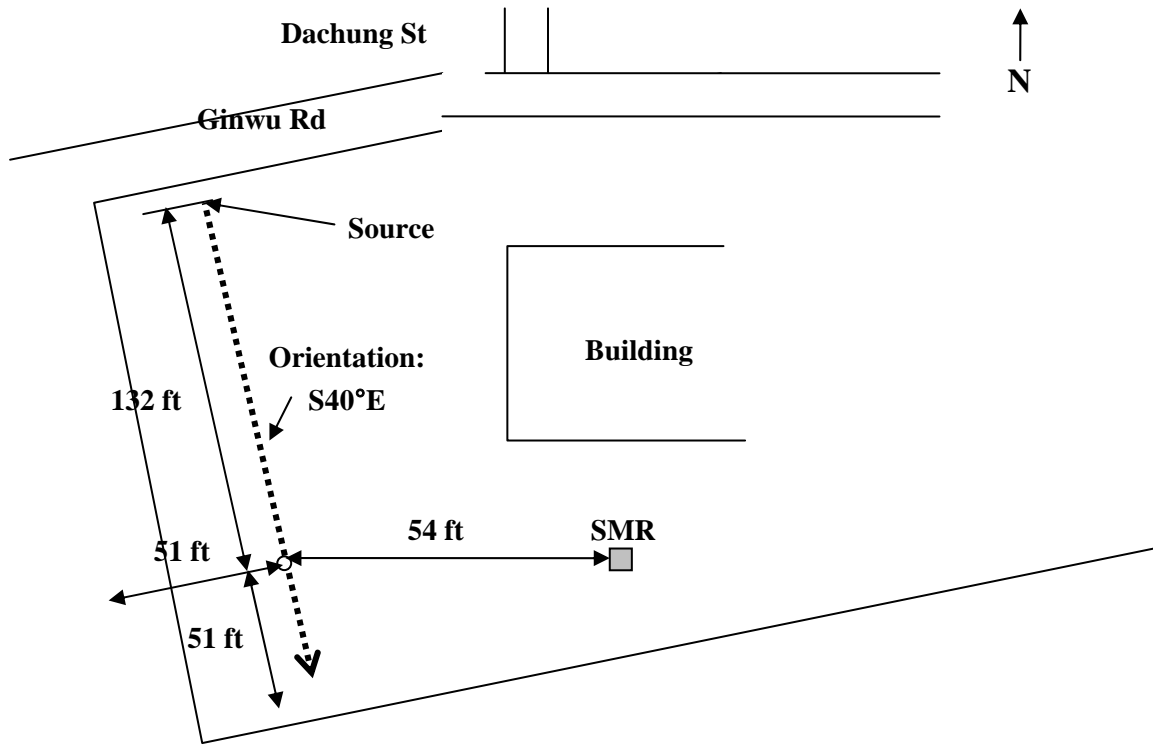 Dachung St
N
Ginwu Rd
Source
Orientation:
S40°E
Building
132 ft
54 ft
SMR
51 ft
51 ft